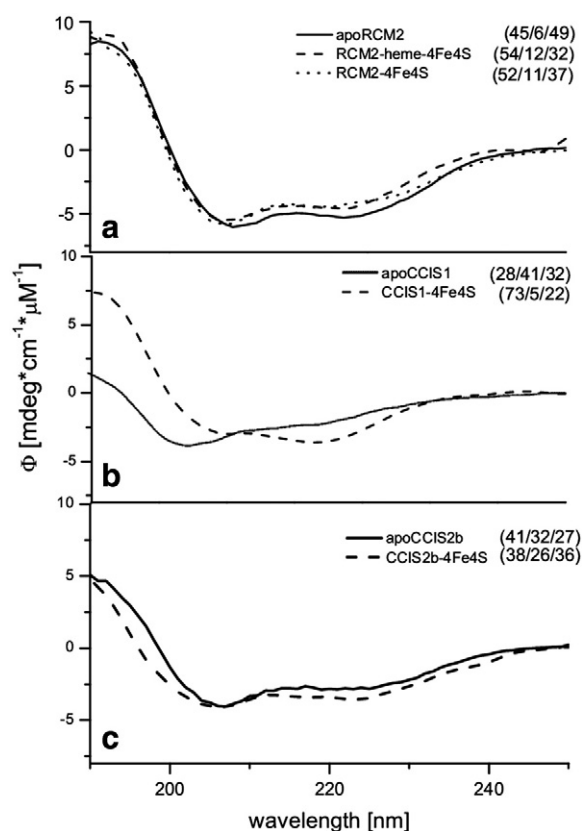 10
5
0
-5
a
apoRCM2 (45/6/49)
RCM2-heme-4Fe4S (54/12/32)
RCM2-4Fe4S (52/11/37)
10
5
0
-5
b
apoCCIS1 (28/41/32)
CCIS1-4Fe4S (73/5/22)
10
5
0
-5
c
apoCCIS2b (41/32/27)
CCIS2b-4Fe4S (38/26/36)
Φ [mdeg*cm⁻¹*µM⁻¹]
200 220 240
wavelength [nm]